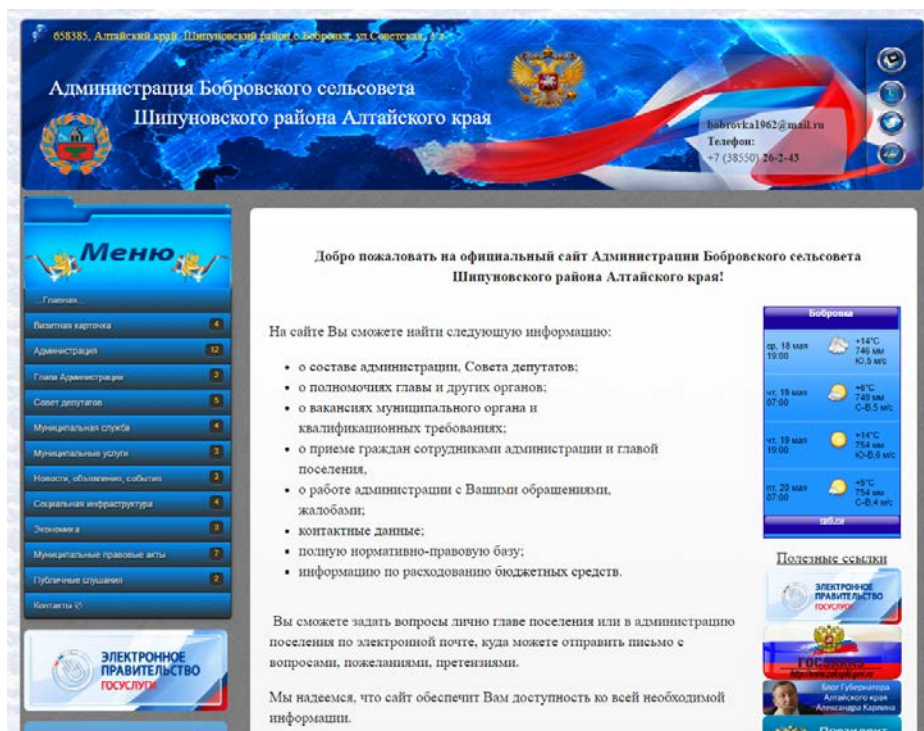 658385, Алтайский край, Шипуновский район,с.Бобровка, ул.Советская,
Администрация Бобровского сельсовета
Шипуновского района Алтайского края
bobrovka1962@mail.ru
Телефон:
+7 (38550) 26-2-43
Меню
...Главная...
Визитная карточка 4
Администрация 12
Глава Администрации 2
Совет депутатов 5
Муниципальная служба 4
Муниципальные услуги 3
Новости, объявления, события 3
Социальная инфраструктура 4
Экономика 3
Муниципальные правовые акты 7
Публичные слушания 2
Контакты
ЭЛЕКТРОННОЕ
ПРАВИТЕЛЬСТВО
ГОСУСЛУГИ
Добро пожаловать на официальный сайт Администрации Бобровского сельсовета
Шипуновского района Алтайского края!
На сайте Вы сможете найти следующую информацию:
• о составе администрации, Совета депутатов;
• о полномочиях главы и других органов;
• о вакансиях муниципального органа и
квалификационных требованиях;
• о приеме граждан сотрудниками администрации и главой
поселения,
• о работе администрации с Вашими обращениями,
жалобами;
• контактные данные;
• полную нормативно-правовую базу;
• информацию по расходованию бюджетных средств.
Вы сможете задать вопросы лично главе поселения или в администрацию
поселения по электронной почте, куда можете отправить письмо с
вопросами, пожеланиями, претензиями.
Мы надеемся, что сайт обеспечит Вам доступность ко всей необходимой
информации.
Бобровка
ср, 18 мая
19:00
+14°C
746 мм
Ю,5 м/с
чт, 19 мая
07:00
+6°C
749 мм
С-В,5 м/с
чт, 19 мая
19:00
+14°C
754 мм
Ю-В,6 м/с
пт, 20 мая
07:00
+5°C
754 мм
С-В,4 м/с
rp5.ru
Полезные ссылки
ЭЛЕКТРОННОЕ
ПРАВИТЕЛЬСТВО
ГОСУСЛУГИ
ГОСЗАКАЗ
http://www.zakupki.gov.ru
Блог Губернатора
Алтайского края
Александра Карлина
Президент